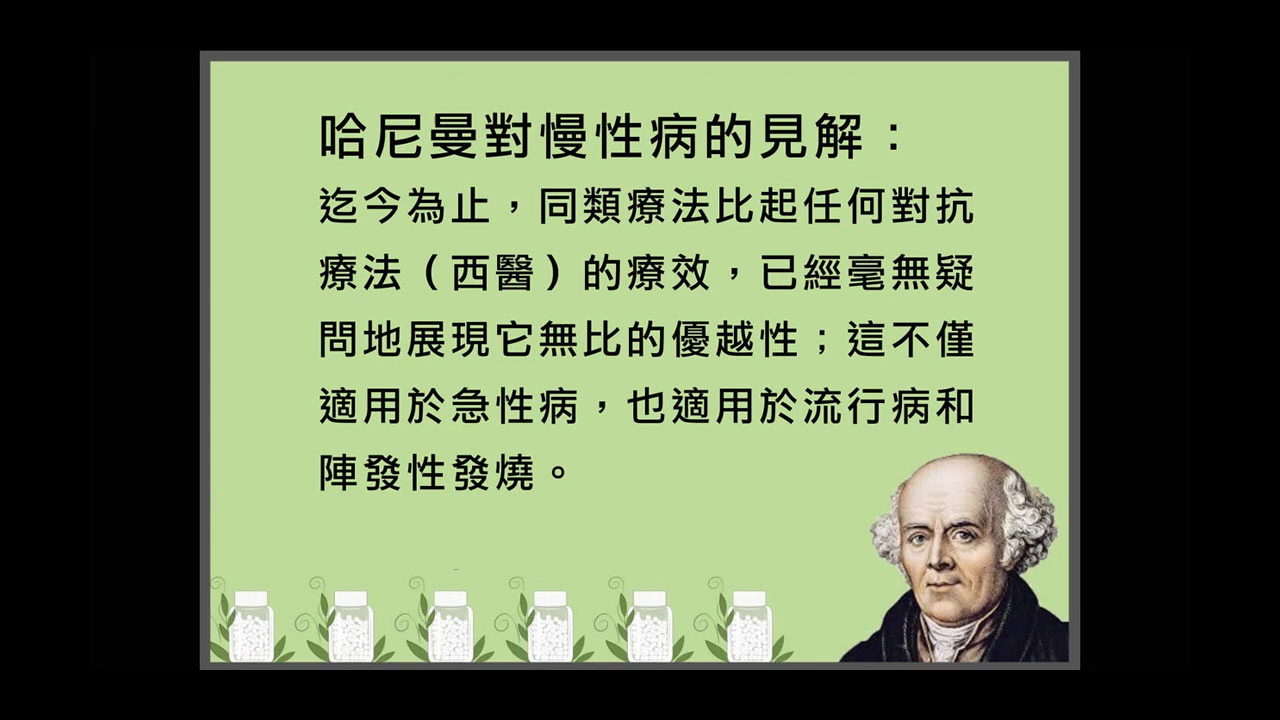 哈尼曼對慢性病的見解：
迄今為止，同類療法比起任何對抗
療法（西醫）的療效，已經毫無疑
問地展現它無比的優越性；這不僅
適用於急性病，也適用於流行病和
陣發性發燒。